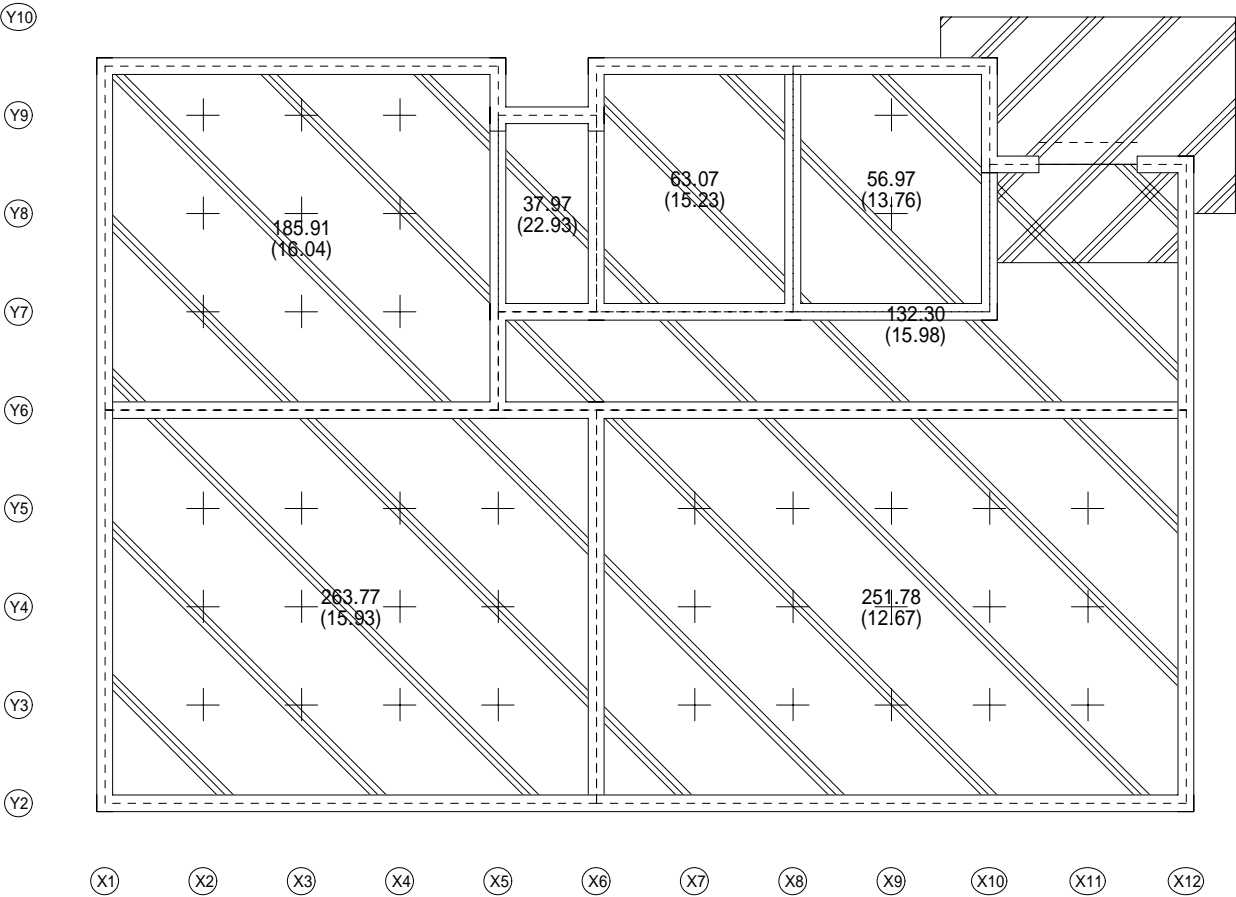 Y10
Y9
63.07
(15.23)
56.97
(13.76)
37.97
(22.93)
Y8
185.91
(16.04)
Y7
132.30
(15.98)
Y6
Y5
263.77
(15.93)
251.78
(12.67)
Y4
Y3
Y2
X1 X2 X3 X4 X5 X6 X7 X8 X9 X10 X11 X12